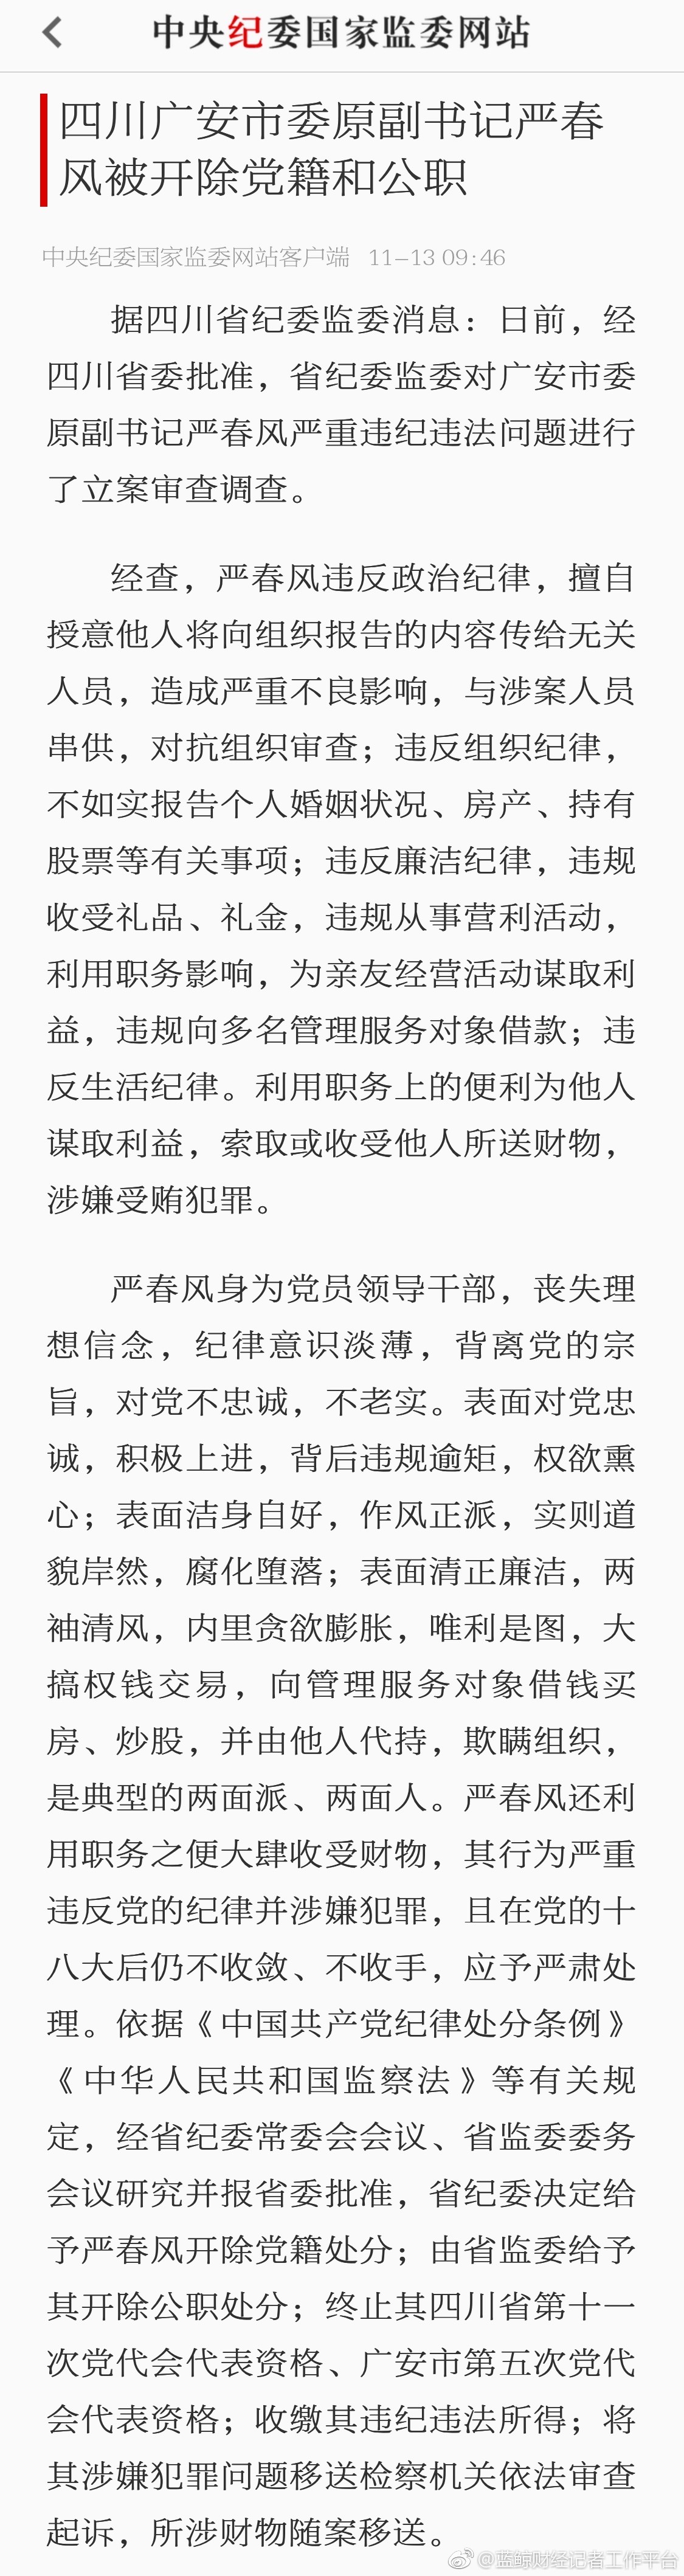 中央纪委国家监委网站
四川广安市委原副书记严春
风被开除党籍和公职
中央纪委国家监委网站客户端 11-13 09:46
据四川省纪委监委消息：日前，经
四川省委批准，省纪委监委对广安市委
原副书记严春风严重违纪违法问题进行
了立案审查调查。
经查，严春风违反政治纪律，擅自
授意他人将向组织报告的内容传给无关
人员，造成严重不良影响，与涉案人员
串供，对抗组织审查；违反组织纪律，
不如实报告个人婚姻状况、房产、持有
股票等有关事项；违反廉洁纪律，违规
收受礼品、礼金，违规从事营利活动，
利用职务影响，为亲友经营活动谋取利
益，违规向多名管理服务对象借款；违
反生活纪律。利用职务上的便利为他人
谋取利益，索取或收受他人所送财物，
涉嫌受贿犯罪。
严春风身为党员领导干部，丧失理
想信念，纪律意识淡薄，背离党的宗
旨，对党不忠诚，不老实。表面对党忠
诚，积极上进，背后违规逾矩，权欲熏
心；表面洁身自好，作风正派，实则道
貌岸然，腐化堕落；表面清正廉洁，两
袖清风，内里贪欲膨胀，唯利是图，大
搞权钱交易，向管理服务对象借钱买
房、炒股，并由他人代持，欺瞒组织，
是典型的两面派、两面人。严春风还利
用职务之便大肆收受财物，其行为严重
违反党的纪律并涉嫌犯罪，且在党的十
八大后仍不收敛、不收手，应予严肃处
理。依据《中国共产党纪律处分条例》
《中华人民共和国监察法》等有关规
定，经省纪委常委会会议、省监委委务
会议研究并报省委批准，省纪委决定给
予严春风开除党籍处分；由省监委给予
其开除公职处分；终止其四川省第十一
次党代会代表资格、广安市第五次党代
会代表资格；收缴其违纪违法所得；将
其涉嫌犯罪问题移送检察机关依法审查
起诉，所涉财物随案移送。
@蓝鲸财经记者工作平台